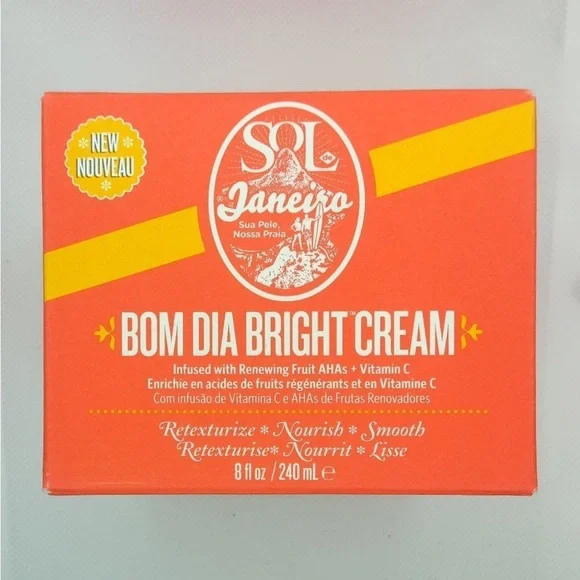 NEW
NOUVEAU
SOL
de
® Janeiro
Sua Pele,
Nossa Praia
BOM DIA BRIGHT™ CREAM
Infused with Renewing Fruit AHAs + Vitamin C
Enrichie en acides de fruits régénérants et en Vitamine C
Com infusão de Vitamina C e AHAs de Frutas Renovadores
Retexturize * Nourish * Smooth
Retexturise * Nourrit * Lisse
8 fl oz / 240 mL ℮